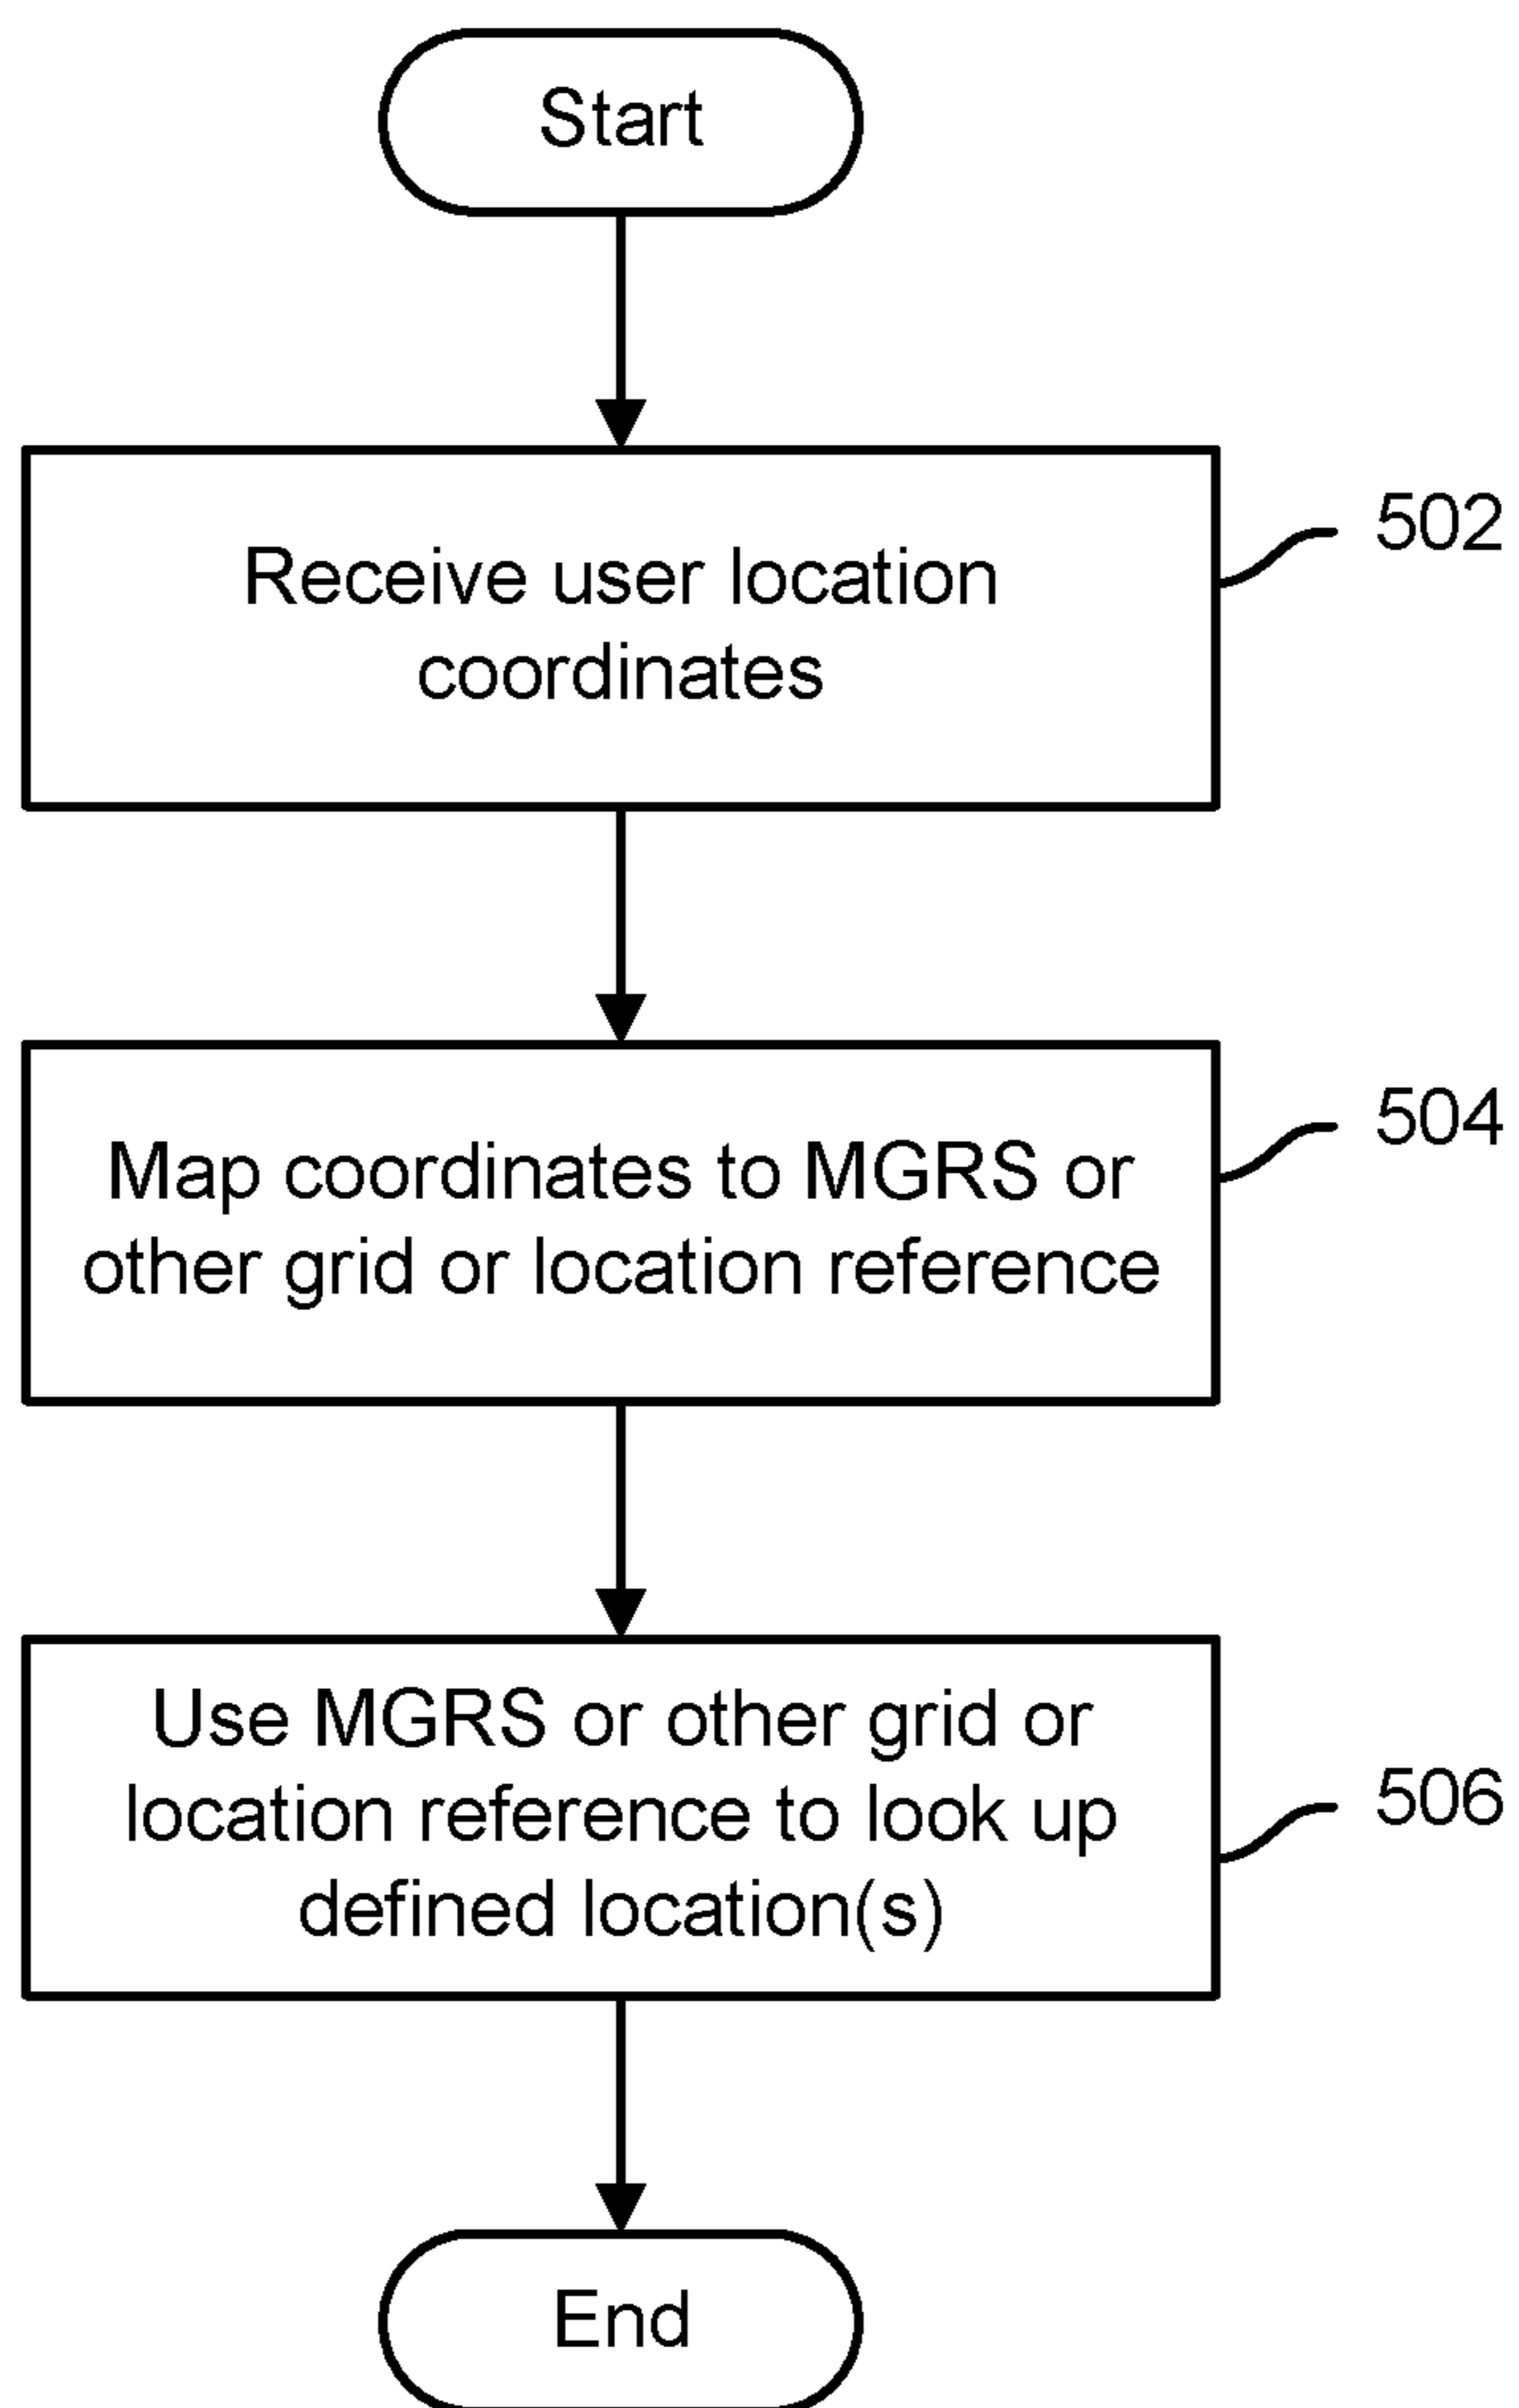 Start
Receive user location
coordinates
502
Map coordinates to MGRS or
other grid or location reference
504
Use MGRS or other grid or
location reference to look up
defined location(s)
506
End